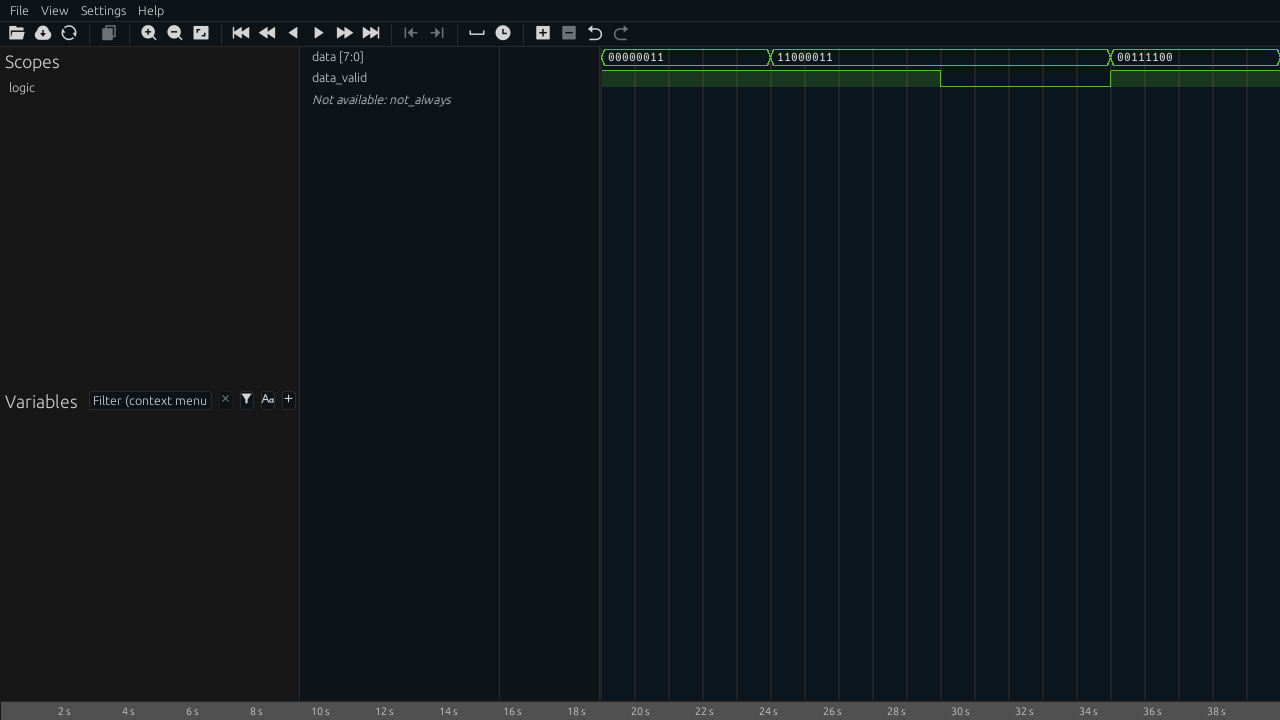 File View Settings Help
Scopes
logic
Variables Filter (context menu
data [7:0]
data_valid
Not available: not_always
00000011 11000011 00111100
2 s 4 s 6 s 8 s 10 s 12 s 14 s 16 s 18 s 20 s 22 s 24 s 26 s 28 s 30 s 32 s 34 s 36 s 38 s